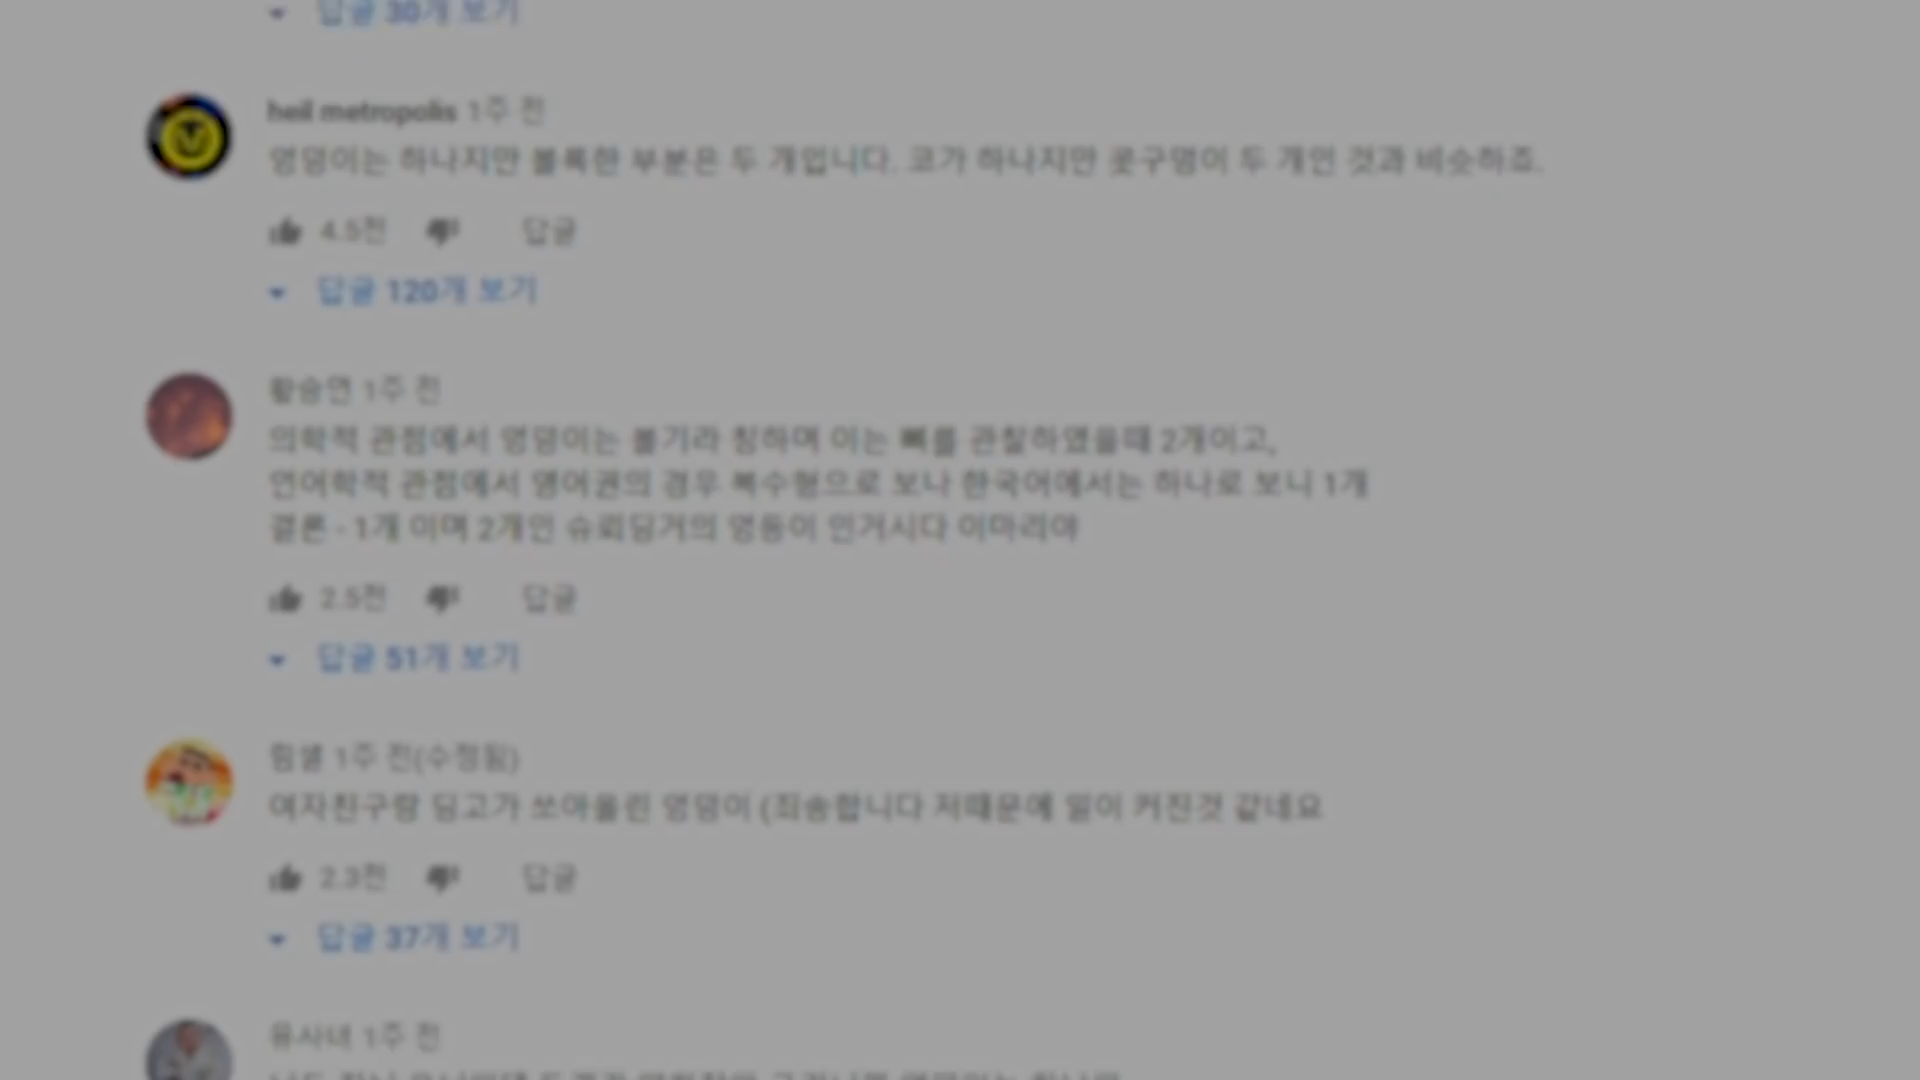 답글 30개 보기
heil metropolis 1주 전
엉덩이는 하나지만 볼록한 부분은 두 개입니다. 코가 하나지만 콧구멍이 두 개인 것과 비슷하죠.
4.5천 답글
답글 120개 보기
황승연 1주 전
의학적 관점에서 엉덩이는 볼기라 칭하며 이는 뼈를 관찰하였을때 2개이고,
언어학적 관점에서 영어권의 경우 복수형으로 보나 한국어에서는 하나로 보니 1개
결론 - 1개 이며 2개인 슈뢰딩거의 엉동이 인거시다 이마리야
2.5천 답글
답글 51개 보기
1주 전(수정됨)
여자친구랑 딩고가 쏘아올린 엉덩이 (죄송합니다 저때문에 일이 커진것 같네요
2.3천 답글
답글 37개 보기
유사녀 1주 전